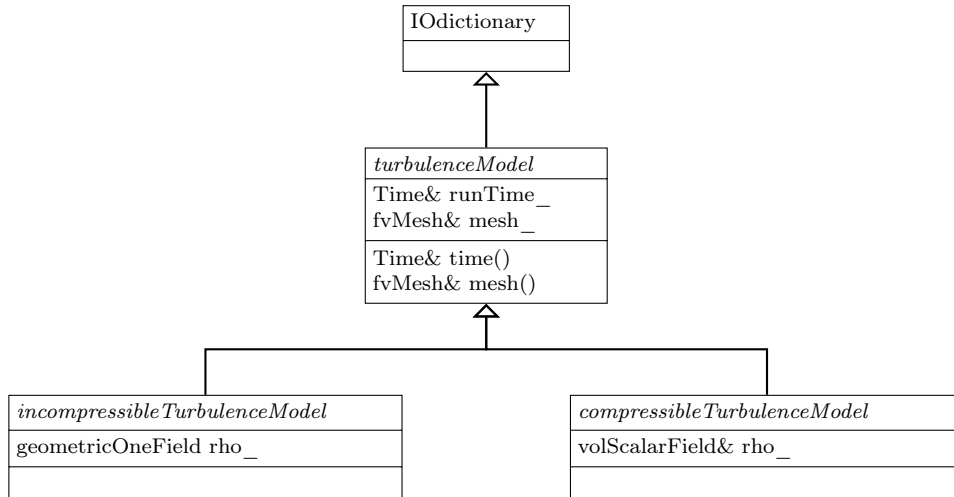 IOdictionary
turbulenceModel
Time& runTime_
fvMesh& mesh_
Time& time()
fvMesh& mesh()
incompressibleTurbulenceModel
geometricOneField rho_
compressibleTurbulenceModel
volScalarField& rho_